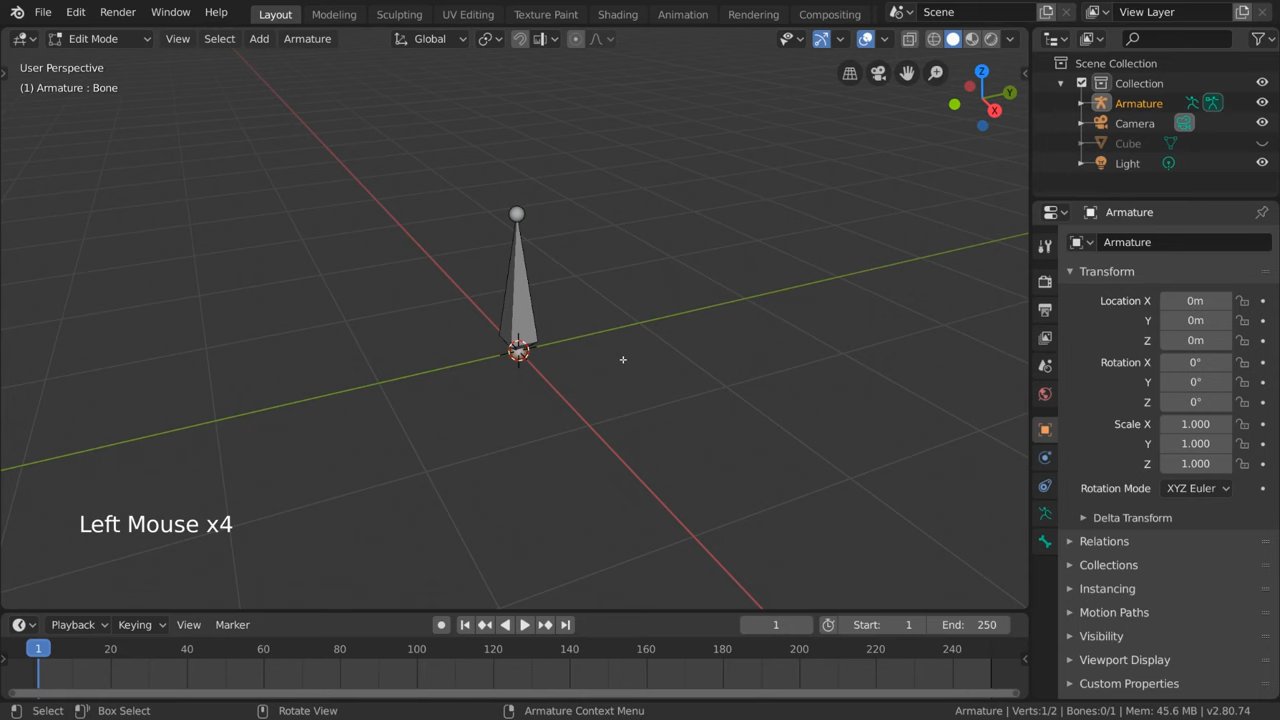 File Edit Render Window Help Layout Modeling Sculpting UV Editing Texture Paint Shading Animation Rendering Compositing Scene View Layer
Edit Mode View Select Add Armature Global
User Perspective
(1) Armature : Bone
Z
Y
X
Left Mouse x4
Scene Collection
Collection
Armature
Camera
Cube
Light
Armature
Armature
Transform
Location X 0m
Y 0m
Z 0m
Rotation X 0°
Y 0°
Z 0°
Scale X 1.000
Y 1.000
Z 1.000
Rotation Mode XYZ Euler
Delta Transform
Relations
Collections
Instancing
Motion Paths
Visibility
Viewport Display
Custom Properties
Playback Keying View Marker 1 Start: 1 End: 250
1 20 40 60 80 100 120 140 160 180 200 220 240
Select Box Select Rotate View Armature Context Menu Armature | Verts:1/2 | Bones:0/1 | Mem: 45.6 MB | v2.80.74